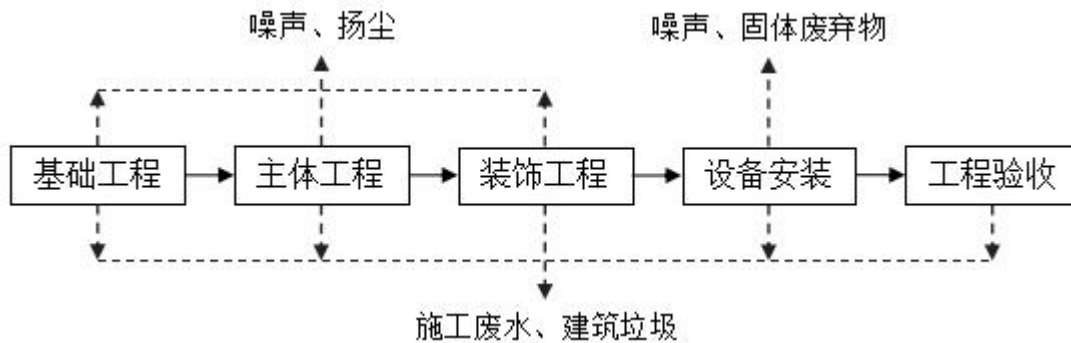 噪声、扬尘
噪声、固体废弃物
基础工程
主体工程
装饰工程
设备安装
工程验收
施工废水、建筑垃圾